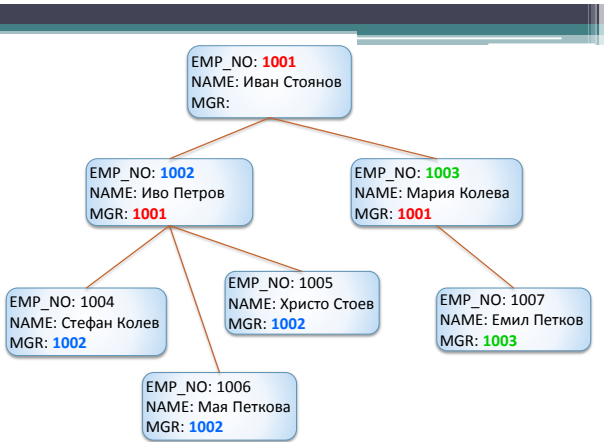 EMP_NO: 1001
NAME: Иван Стоянов
MGR:
EMP_NO: 1002
NAME: Иво Петров
MGR: 1001
EMP_NO: 1003
NAME: Мария Колева
MGR: 1001
EMP_NO: 1004
NAME: Стефан Колев
MGR: 1002
EMP_NO: 1005
NAME: Христо Стоев
MGR: 1002
EMP_NO: 1007
NAME: Емил Петков
MGR: 1003
EMP_NO: 1006
NAME: Мая Петкова
MGR: 1002